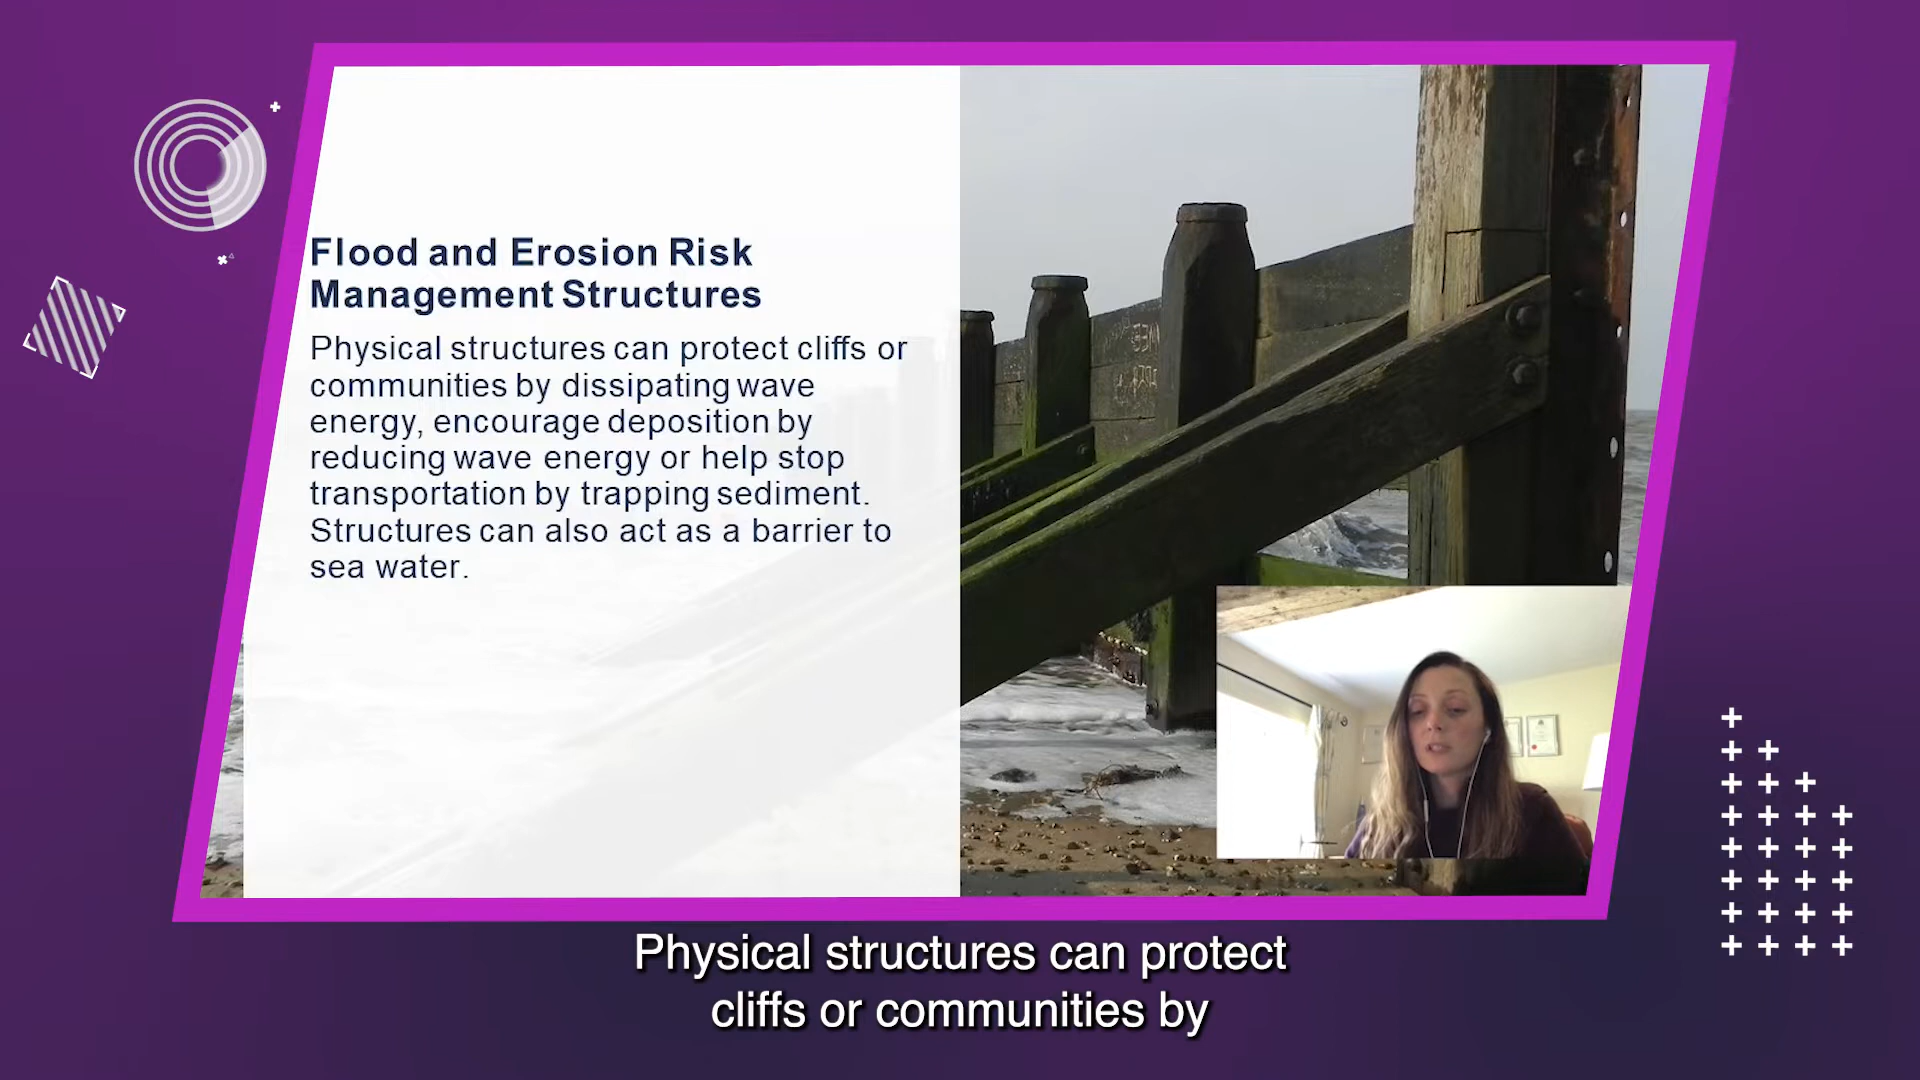 Flood and Erosion Risk
Management Structures
Physical structures can protect cliffs or
communities by dissipating wave
energy, encourage deposition by
reducing wave energy or help stop
transportation by trapping sediment.
Structures can also act as a barrier to
sea water.
Physical structures can protect
cliffs or communities by